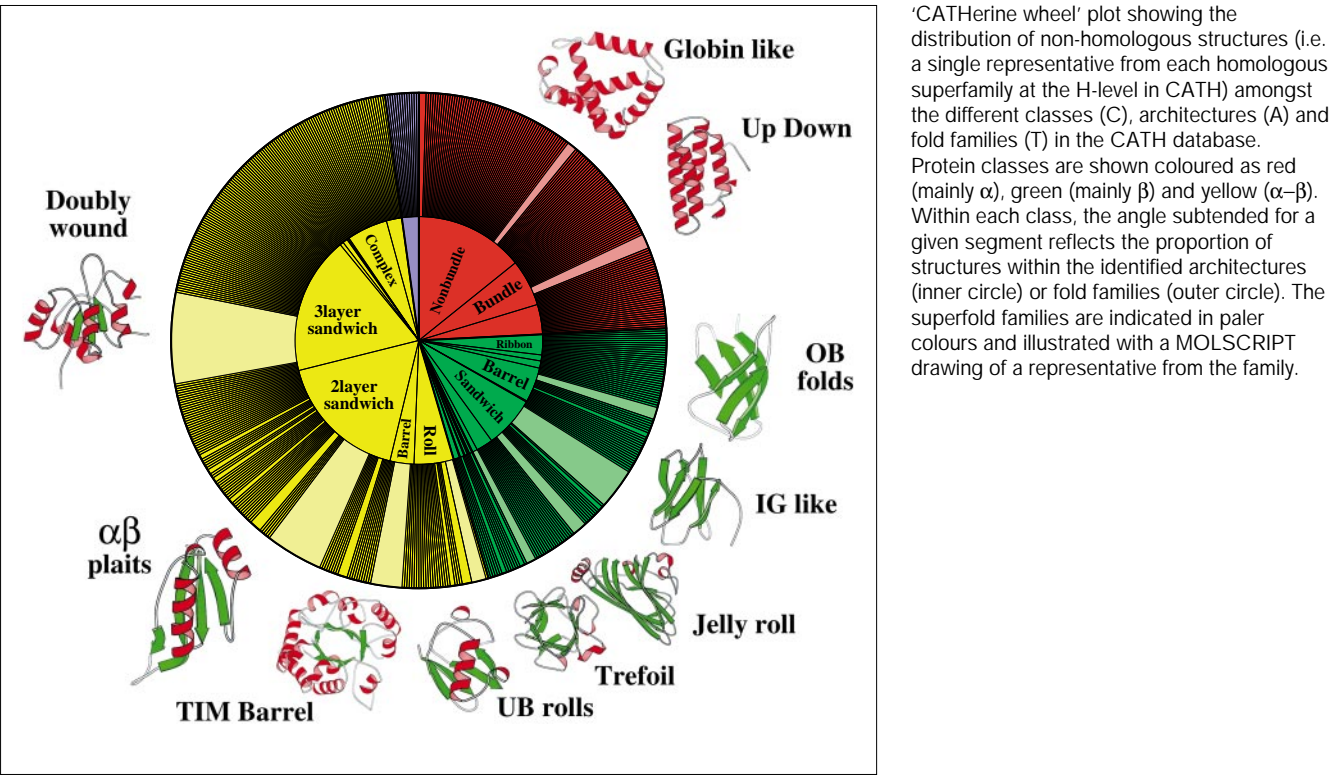 Globin like
Up Down
Doubly
wound
OB
folds
IG like
Jelly roll
Trefoil
UB rolls
TIM Barrel
αβ
plaits
Nonbundle
Bundle
Ribbon
Barrel
Sandwich
Roll
Barrel
2layer
sandwich
3layer
sandwich
Complex
‘CATHerine wheel’ plot showing the
distribution of non-homologous structures (i.e.
a single representative from each homologous
superfamily at the H-level in CATH) amongst
the different classes (C), architectures (A) and
fold families (T) in the CATH database.
Protein classes are shown coloured as red
(mainly α), green (mainly β) and yellow (α–β).
Within each class, the angle subtended for a
given segment reflects the proportion of
structures within the identified architectures
(inner circle) or fold families (outer circle). The
superfold families are indicated in paler
colours and illustrated with a MOLSCRIPT
drawing of a representative from the family.